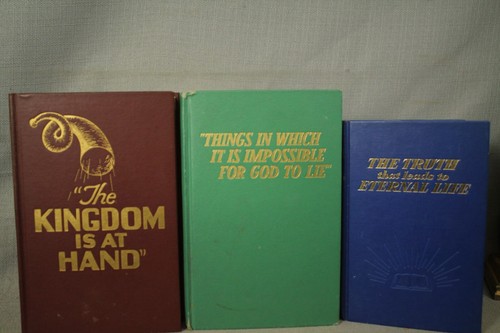 "The
KINGDOM
IS AT
HAND"
"THINGS IN WHICH
IT IS IMPOSSIBLE
FOR GOD TO LIE"
THE TRUTH
that leads to
ETERNAL LIFE